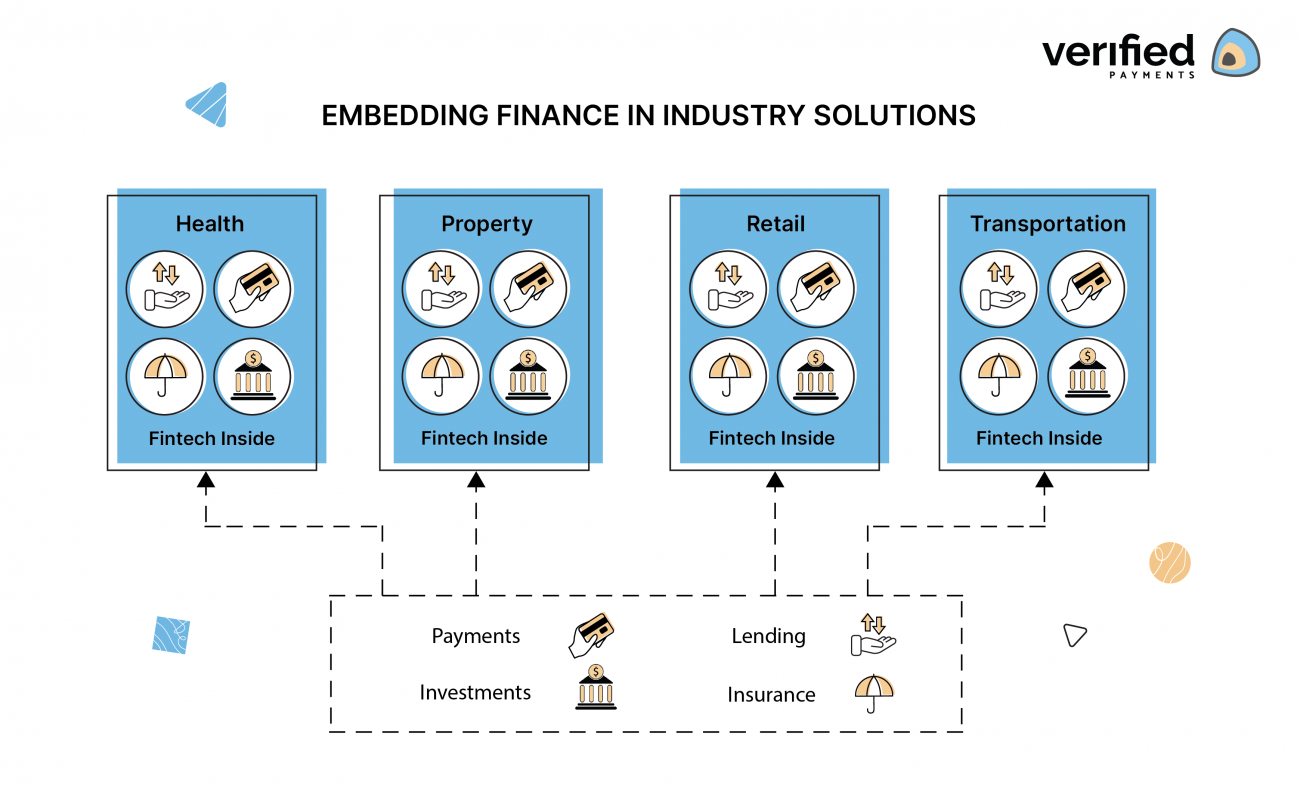 verified
PAYMENTS
EMBEDDING FINANCE IN INDUSTRY SOLUTIONS
Health
Fintech Inside
Property
Fintech Inside
Retail
Fintech Inside
Transportation
Fintech Inside
Payments
Lending
Investments
Insurance